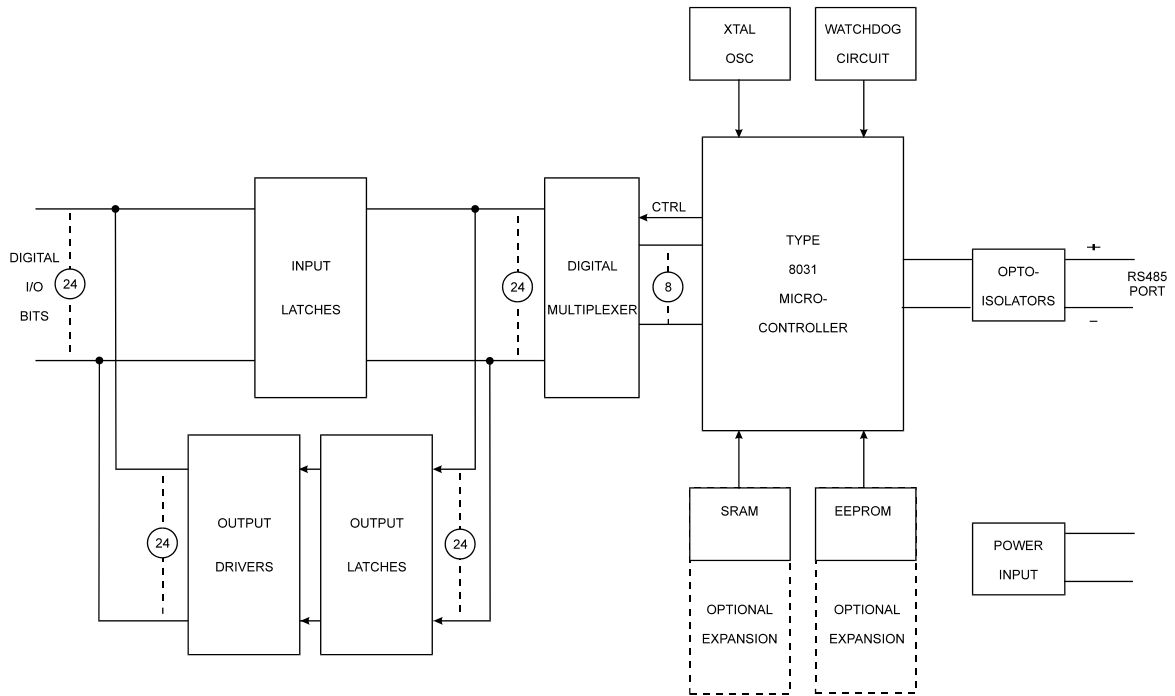 XTAL
OSC
WATCHDOG
CIRCUIT
DIGITAL
I/O
BITS
24
INPUT
LATCHES
24
DIGITAL
MULTIPLEXER
CTRL
8
TYPE
8031
MICRO-
CONTROLLER
OPTO-
ISOLATORS
+
–
RS485
PORT
24
OUTPUT
DRIVERS
OUTPUT
LATCHES
24
SRAM
OPTIONAL
EXPANSION
EEPROM
OPTIONAL
EXPANSION
POWER
INPUT